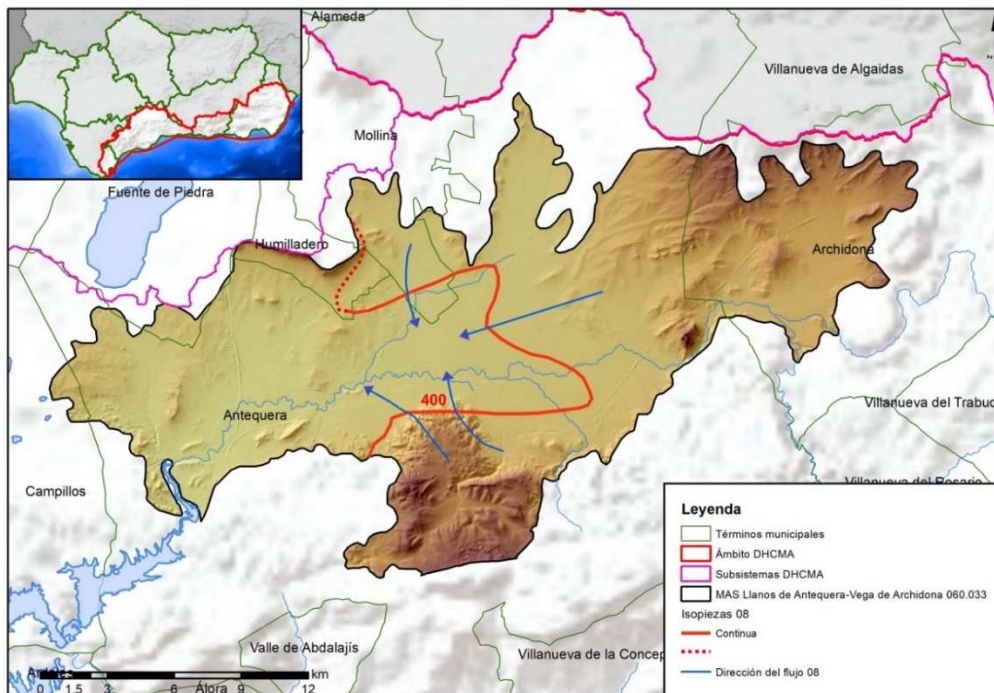 Alameda
Villanueva de Algaidas
Mollina
Fuente de Piedra
Humilladero
Archidona
400
Antequera
Villanueva del Trabuc
Campillos
Villanueva del Rosario
Valle de Abdalajís
Villanueva de la Concep
Álora
km
0 1.5 3 6 9 12
Leyenda
Términos municipales
Ámbito DHCMA
Subsistemas DHCMA
MAS Llanos de Antequera-Vega de Archidona 060.033
Isopiezas 08
Continua
Dirección del flujo 08